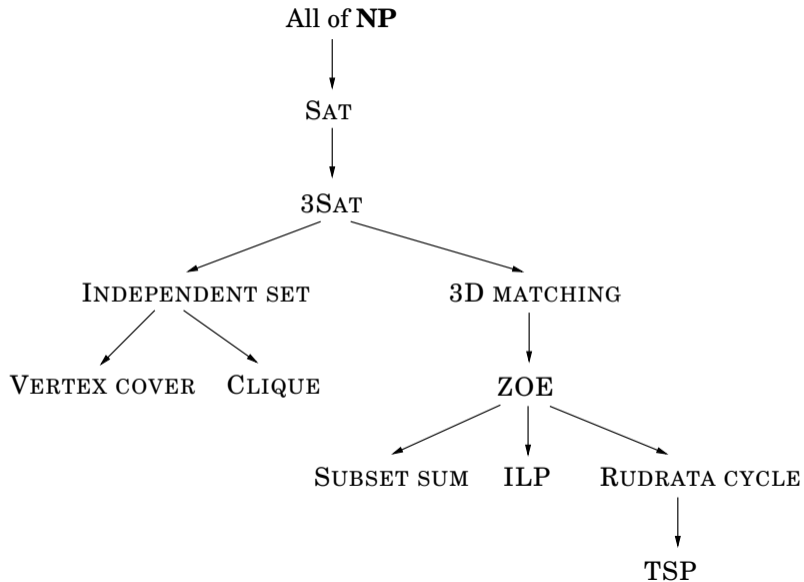 All of NP
SAT
3SAT
INDEPENDENT SET
3D MATCHING
VERTEX COVER
CLIQUE
ZOE
SUBSET SUM
ILP
RUDRATA CYCLE
TSP